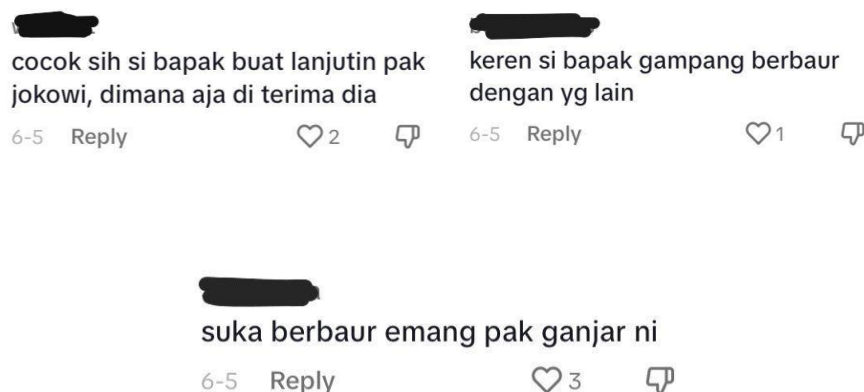 cocok sih si bapak buat lanjutin pak
jokowi, dimana aja di terima dia
6-5 Reply 2
keren si bapak gampang berbaur
dengan yg lain
6-5 Reply 1
suka berbaur emang pak ganjar ni
6-5 Reply 3